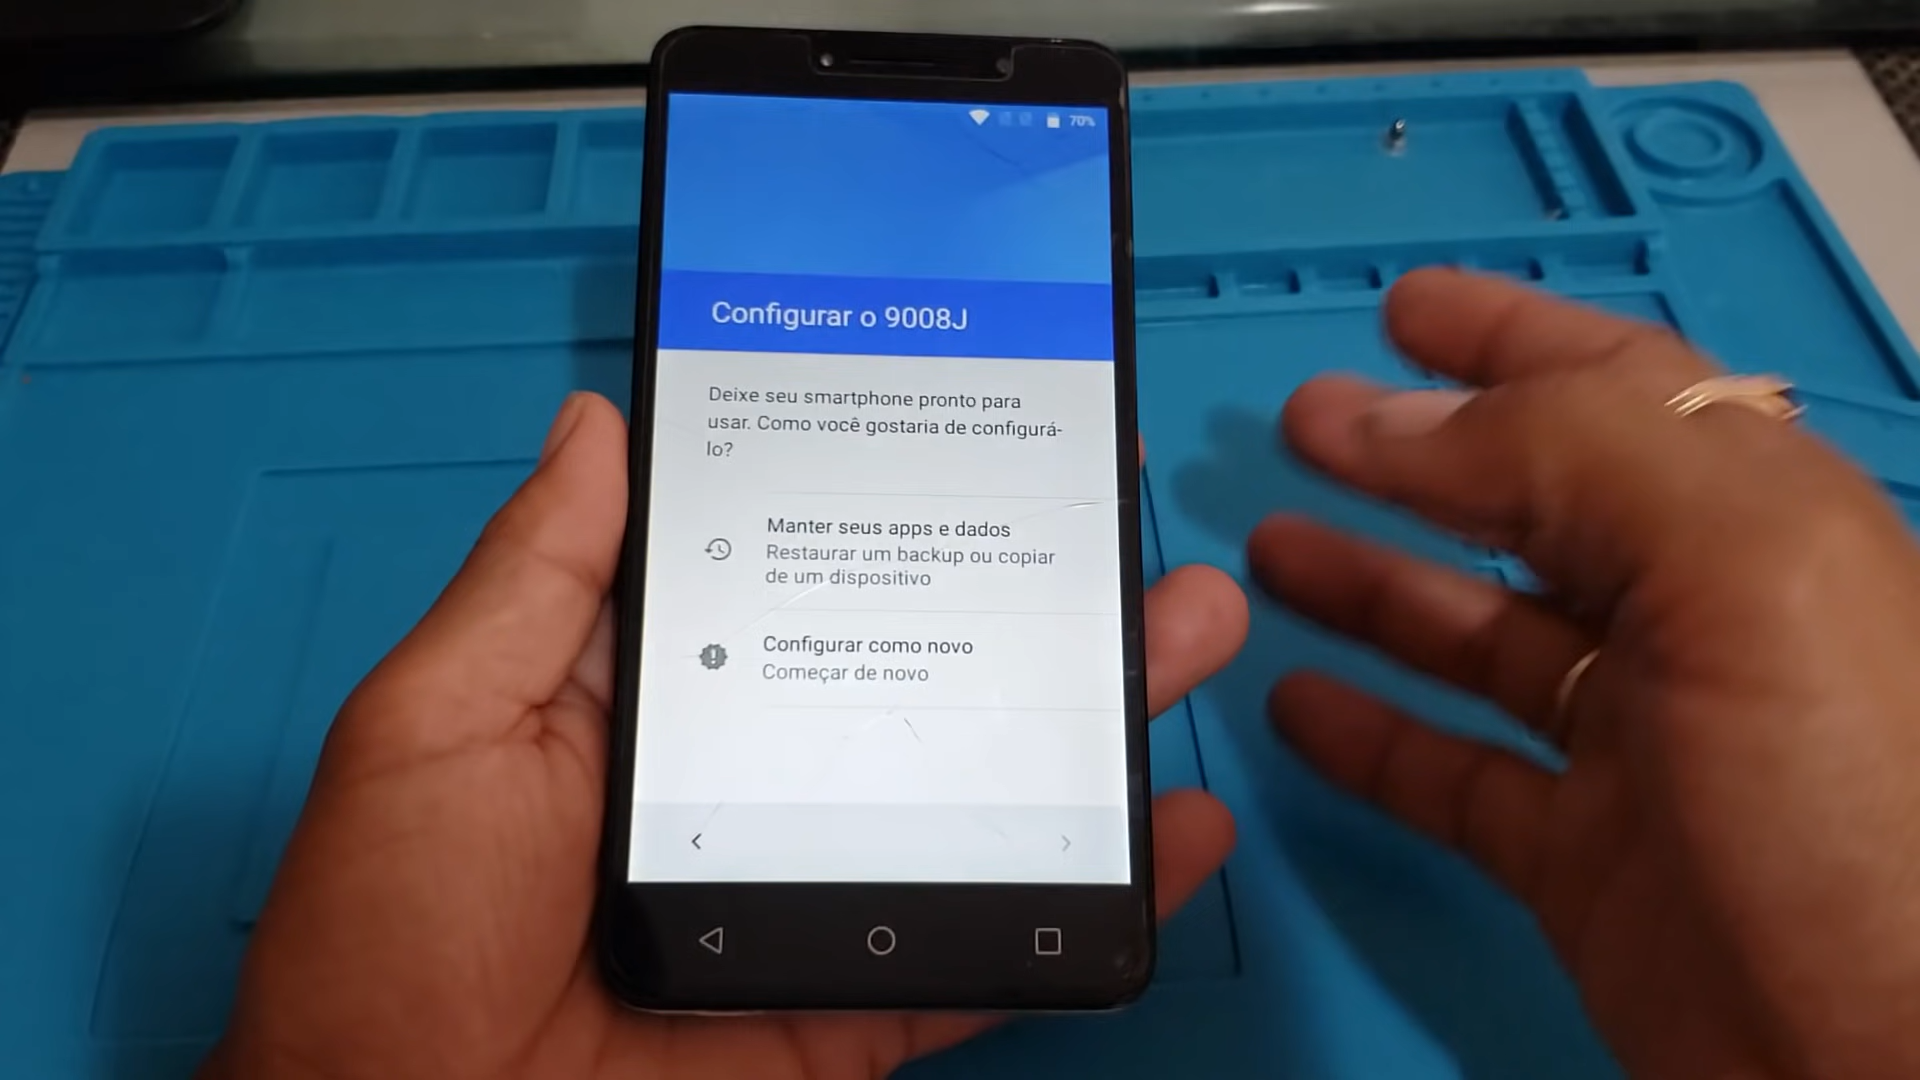 70%
Configurar o 9008J
Deixe seu smartphone pronto para
usar. Como você gostaria de configurá-
lo?
Manter seus apps e dados
Restaurar um backup ou copiar
de um dispositivo
Configurar como novo
Começar de novo